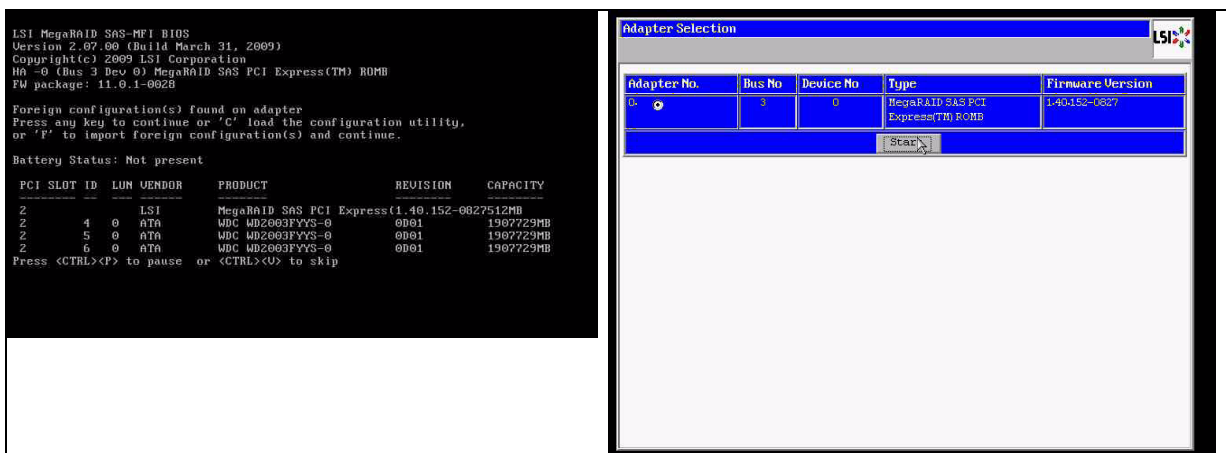 LSI MegaRAID SAS-MFI BIOS
Version 2.07.00 (Build March 31, 2009)
Copyright(c) 2009 LSI Corporation
HA -0 (Bus 3 Dev 0) MegaRAID SAS PCI Express(TM) ROMB
FW package: 11.0.1-0028
Foreign configuration(s) found on adapter
Press any key to continue or 'C' load the configuration utility,
or 'F' to import foreign configuration(s) and continue.
Battery Status: Not present
PCI SLOT ID LUN VENDOR PRODUCT REVISION CAPACITY
-------- -- --- ------ ------- -------- --------
2 LSI MegaRAID SAS PCI Express(1.40.152-0827512MB
2 4 0 ATA WDC WD2003FYYS-0 0D01 1907729MB
2 5 0 ATA WDC WD2003FYYS-0 0D01 1907729MB
2 6 0 ATA WDC WD2003FYYS-0 0D01 1907729MB
Press <CTRL><P> to pause or <CTRL><V> to skip
Adapter Selection
LSI
Adapter No. Bus No Device No Type Firmware Version
0. 3 0 MegaRAID SAS PCI 1.40.152-0827
Express(TM) ROMB
Start